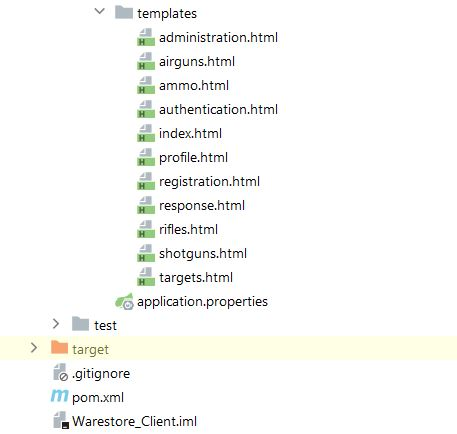 templates
administration.html
airguns.html
ammo.html
authentication.html
index.html
profile.html
registration.html
response.html
rifles.html
shotguns.html
targets.html
application.properties
test
target
.gitignore
pom.xml
Warestore_Client.iml